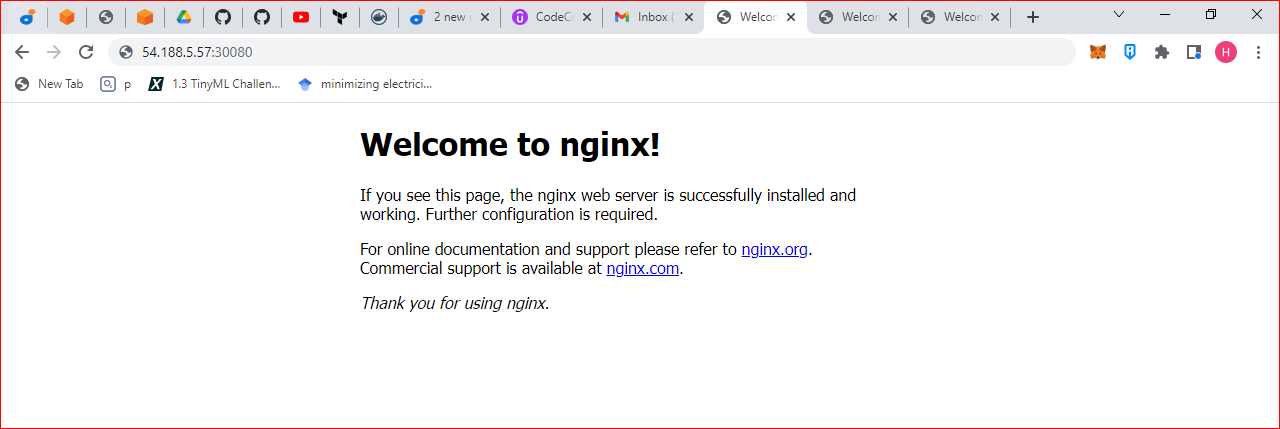 2 new
CodeC
Inbox (
Welcom
Welcom
Welcom
54.188.5.57:30080
H
New Tab
p
1.3 TinyML Challen...
minimizing electrici...
Welcome to nginx!
If you see this page, the nginx web server is successfully installed and
working. Further configuration is required.
For online documentation and support please refer to nginx.org.
Commercial support is available at nginx.com.
Thank you for using nginx.